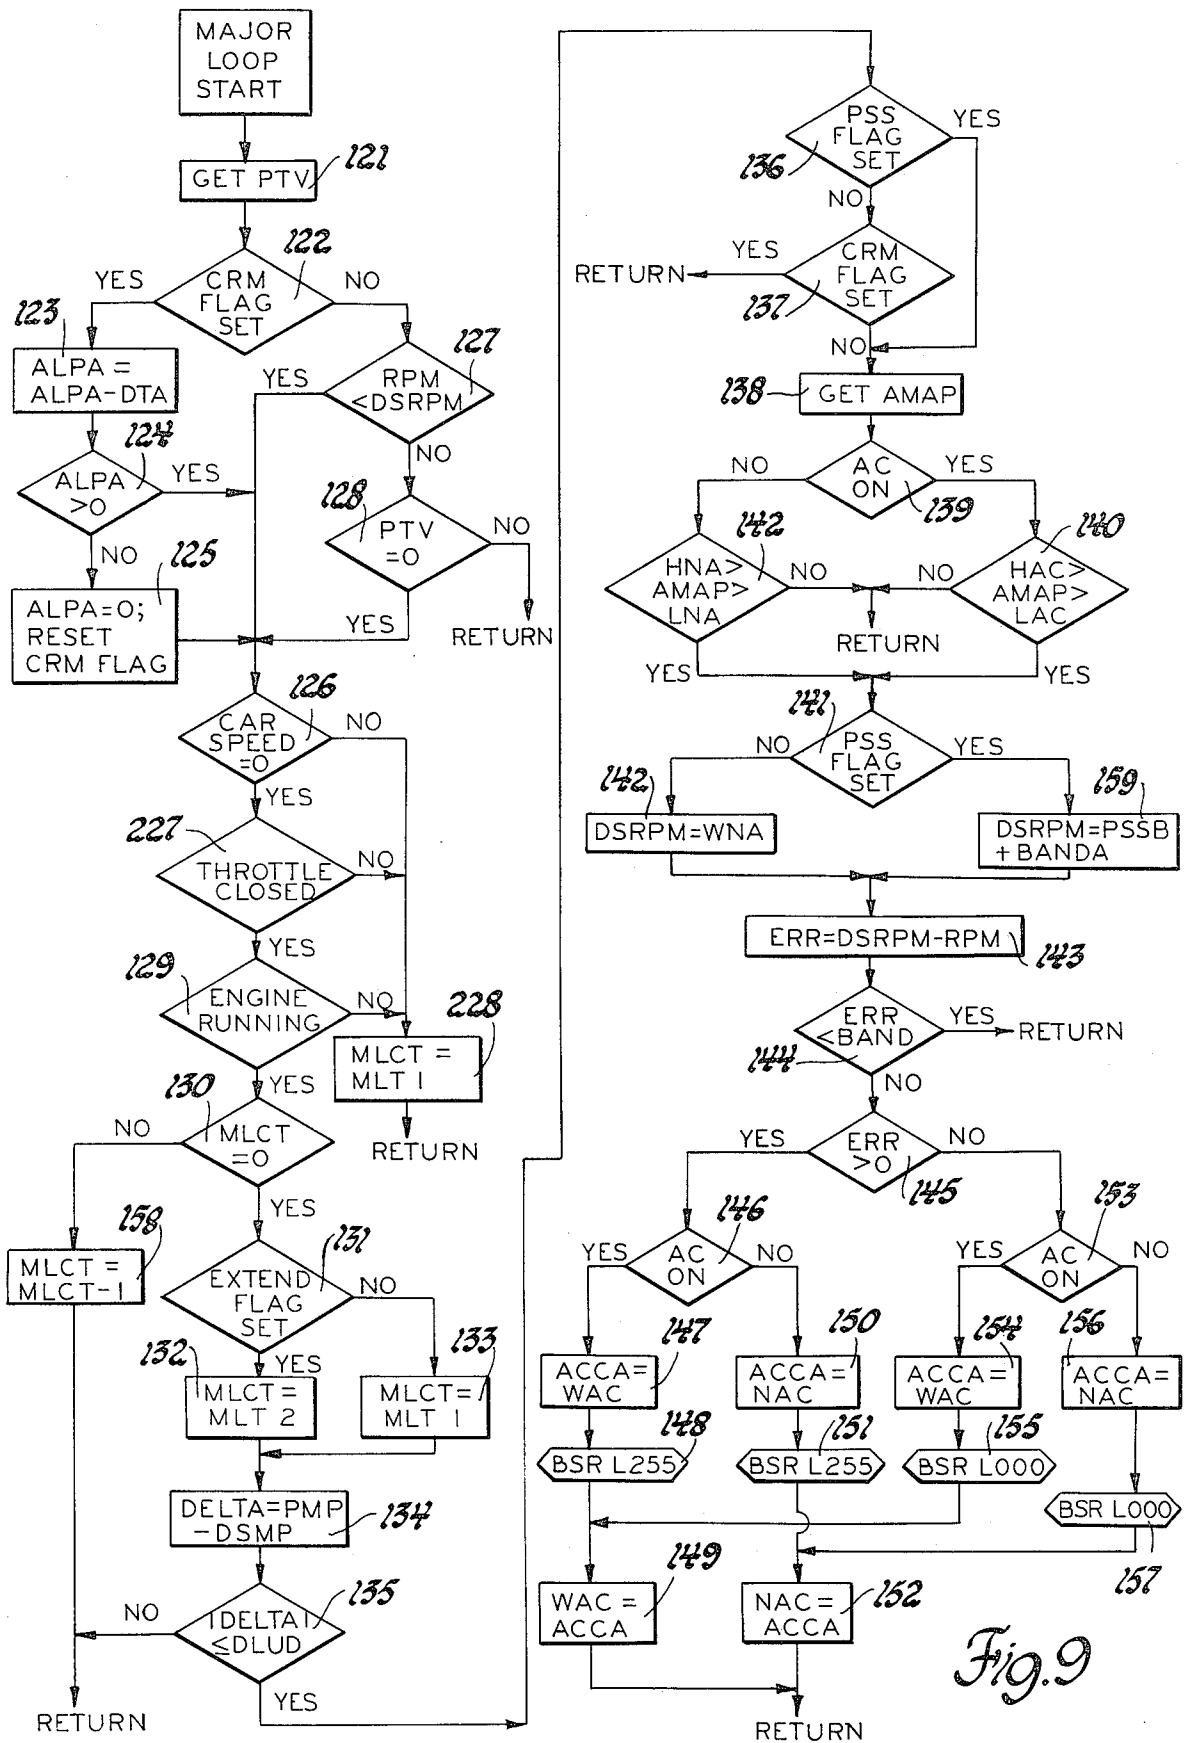 MAJOR
LOOP
START
GET PTV
121
CRM
FLAG
SET
122
YES
NO
123
ALPA =
ALPA-DTA
124
ALPA
>0
YES
NO
125
ALPA=0;
RESET
CRM FLAG
RPM
<DSRPM
127
YES
NO
128
PTV
=0
NO
YES
RETURN
126
CAR
SPEED
=0
NO
YES
227
THROTTLE
CLOSED
NO
YES
129
ENGINE
RUNNING
NO
YES
228
MLCT =
MLT 1
RETURN
130
MLCT
=0
NO
YES
158
MLCT =
MLCT-1
131
EXTEND
FLAG
SET
NO
YES
132
MLCT =
MLT 2
133
MLCT=
MLT 1
DELTA=PMP
-DSMP
134
135
|DELTA|
≤DLUD
NO
YES
RETURN
PSS
FLAG
SET
136
YES
NO
CRM
FLAG
SET
137
YES
RETURN
NO
138
GET AMAP
AC
ON
139
NO
YES
142
HNA>
AMAP>
LNA
NO
YES
140
HAC>
AMAP>
LAC
NO
YES
RETURN
141
PSS
FLAG
SET
NO
YES
142
DSRPM=WNA
159
DSRPM=PSSB
+BANDA
ERR=DSRPM-RPM
143
ERR
<BAND
144
YES
RETURN
NO
ERR
>0
145
YES
NO
146
AC
ON
YES
NO
153
AC
ON
YES
NO
147
ACCA=
WAC
150
ACCA=
NAC
154
ACCA=
WAC
156
ACCA=
NAC
148
BSR L255
151
BSR L255
155
BSR L000
BSR L000
157
149
WAC =
ACCA
NAC =
ACCA
152
RETURN
Fig. 9